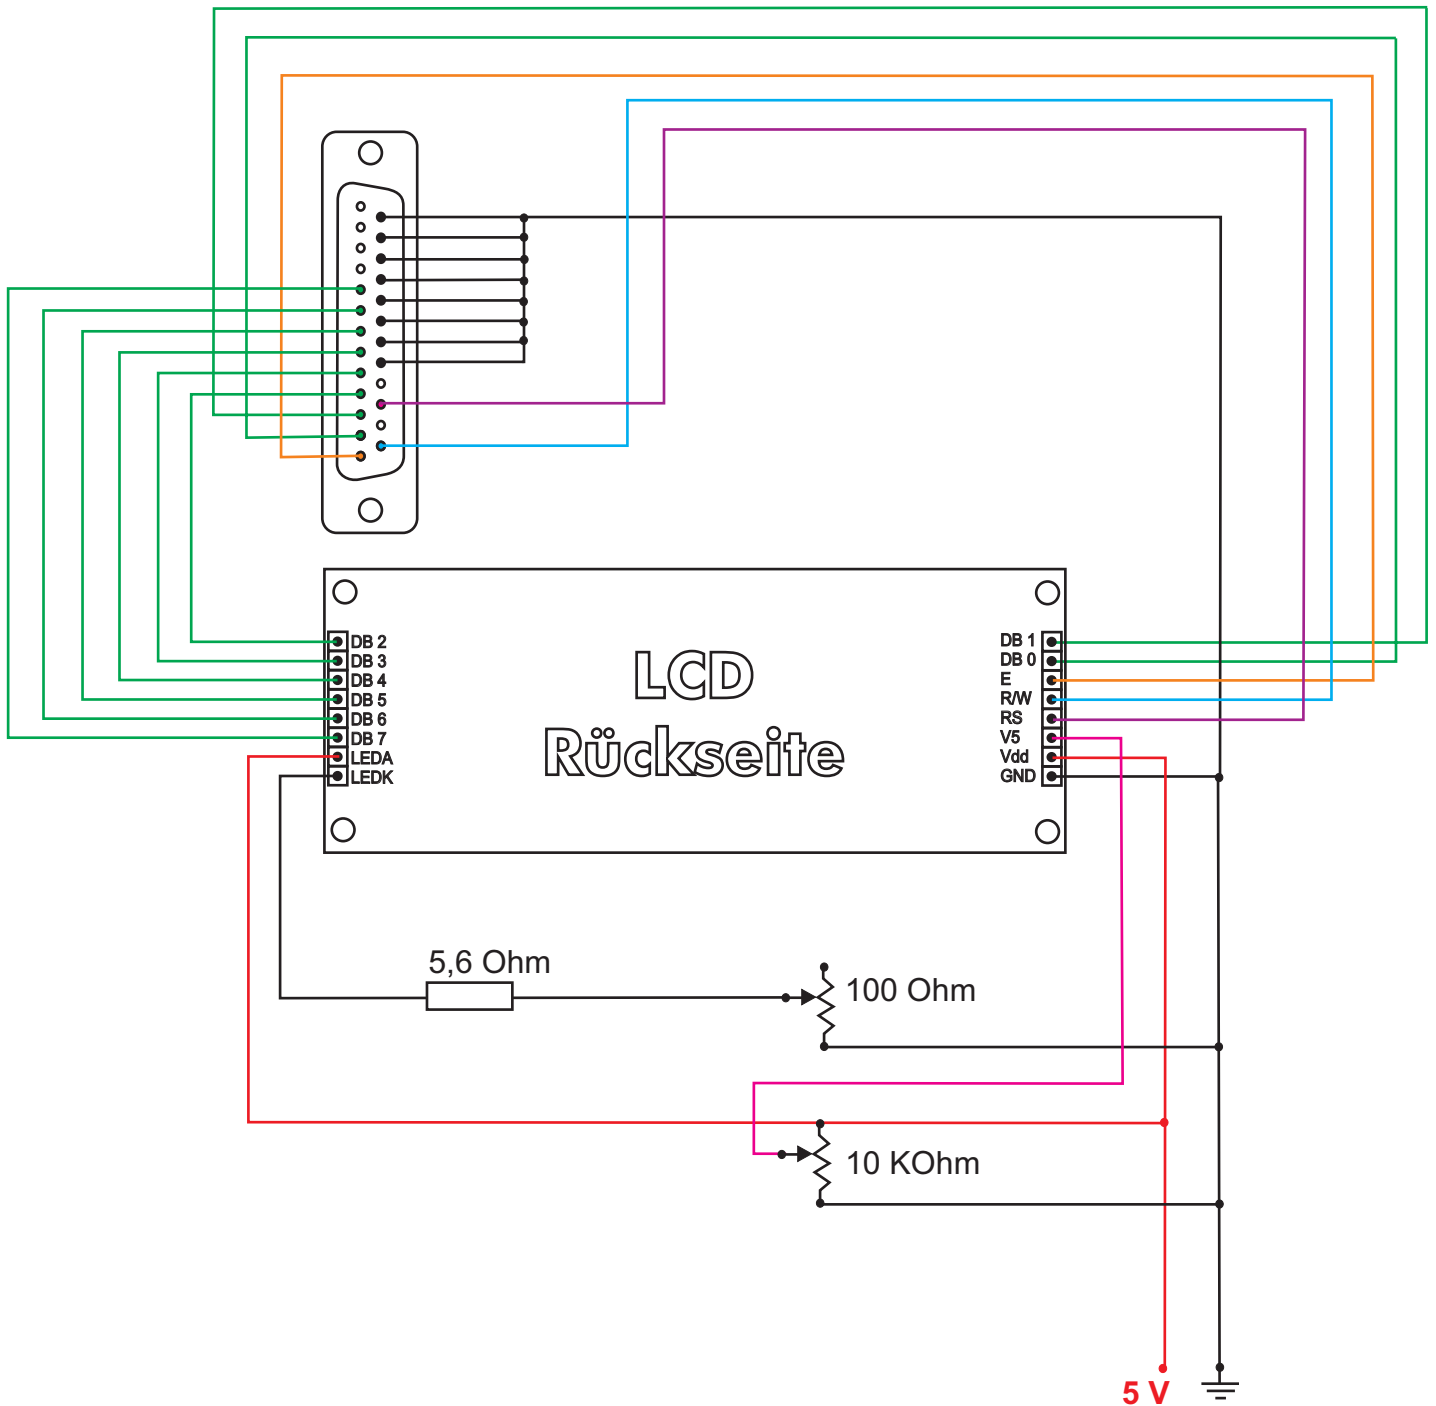 DB 2
DB 3
DB 4
DB 5
DB 6
DB 7
LEDA
LEDK
LCD
Rückseite
DB 1
DB 0
E
R/W
RS
V5
Vdd
GND
5,6 Ohm
100 Ohm
10 KOhm
5 V